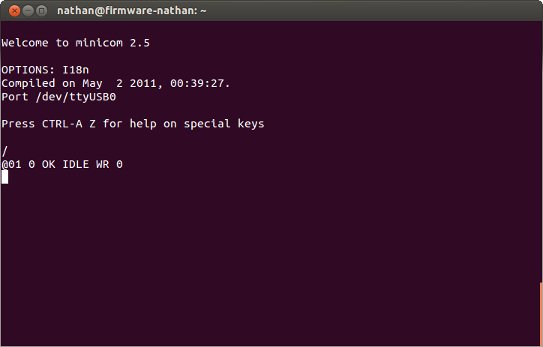 nathan@firmware-nathan: ~
Welcome to minicom 2.5
OPTIONS: I18n
Compiled on May  2 2011, 00:39:27.
Port /dev/ttyUSB0
Press CTRL-A Z for help on special keys
/
@01 0 OK IDLE WR 0